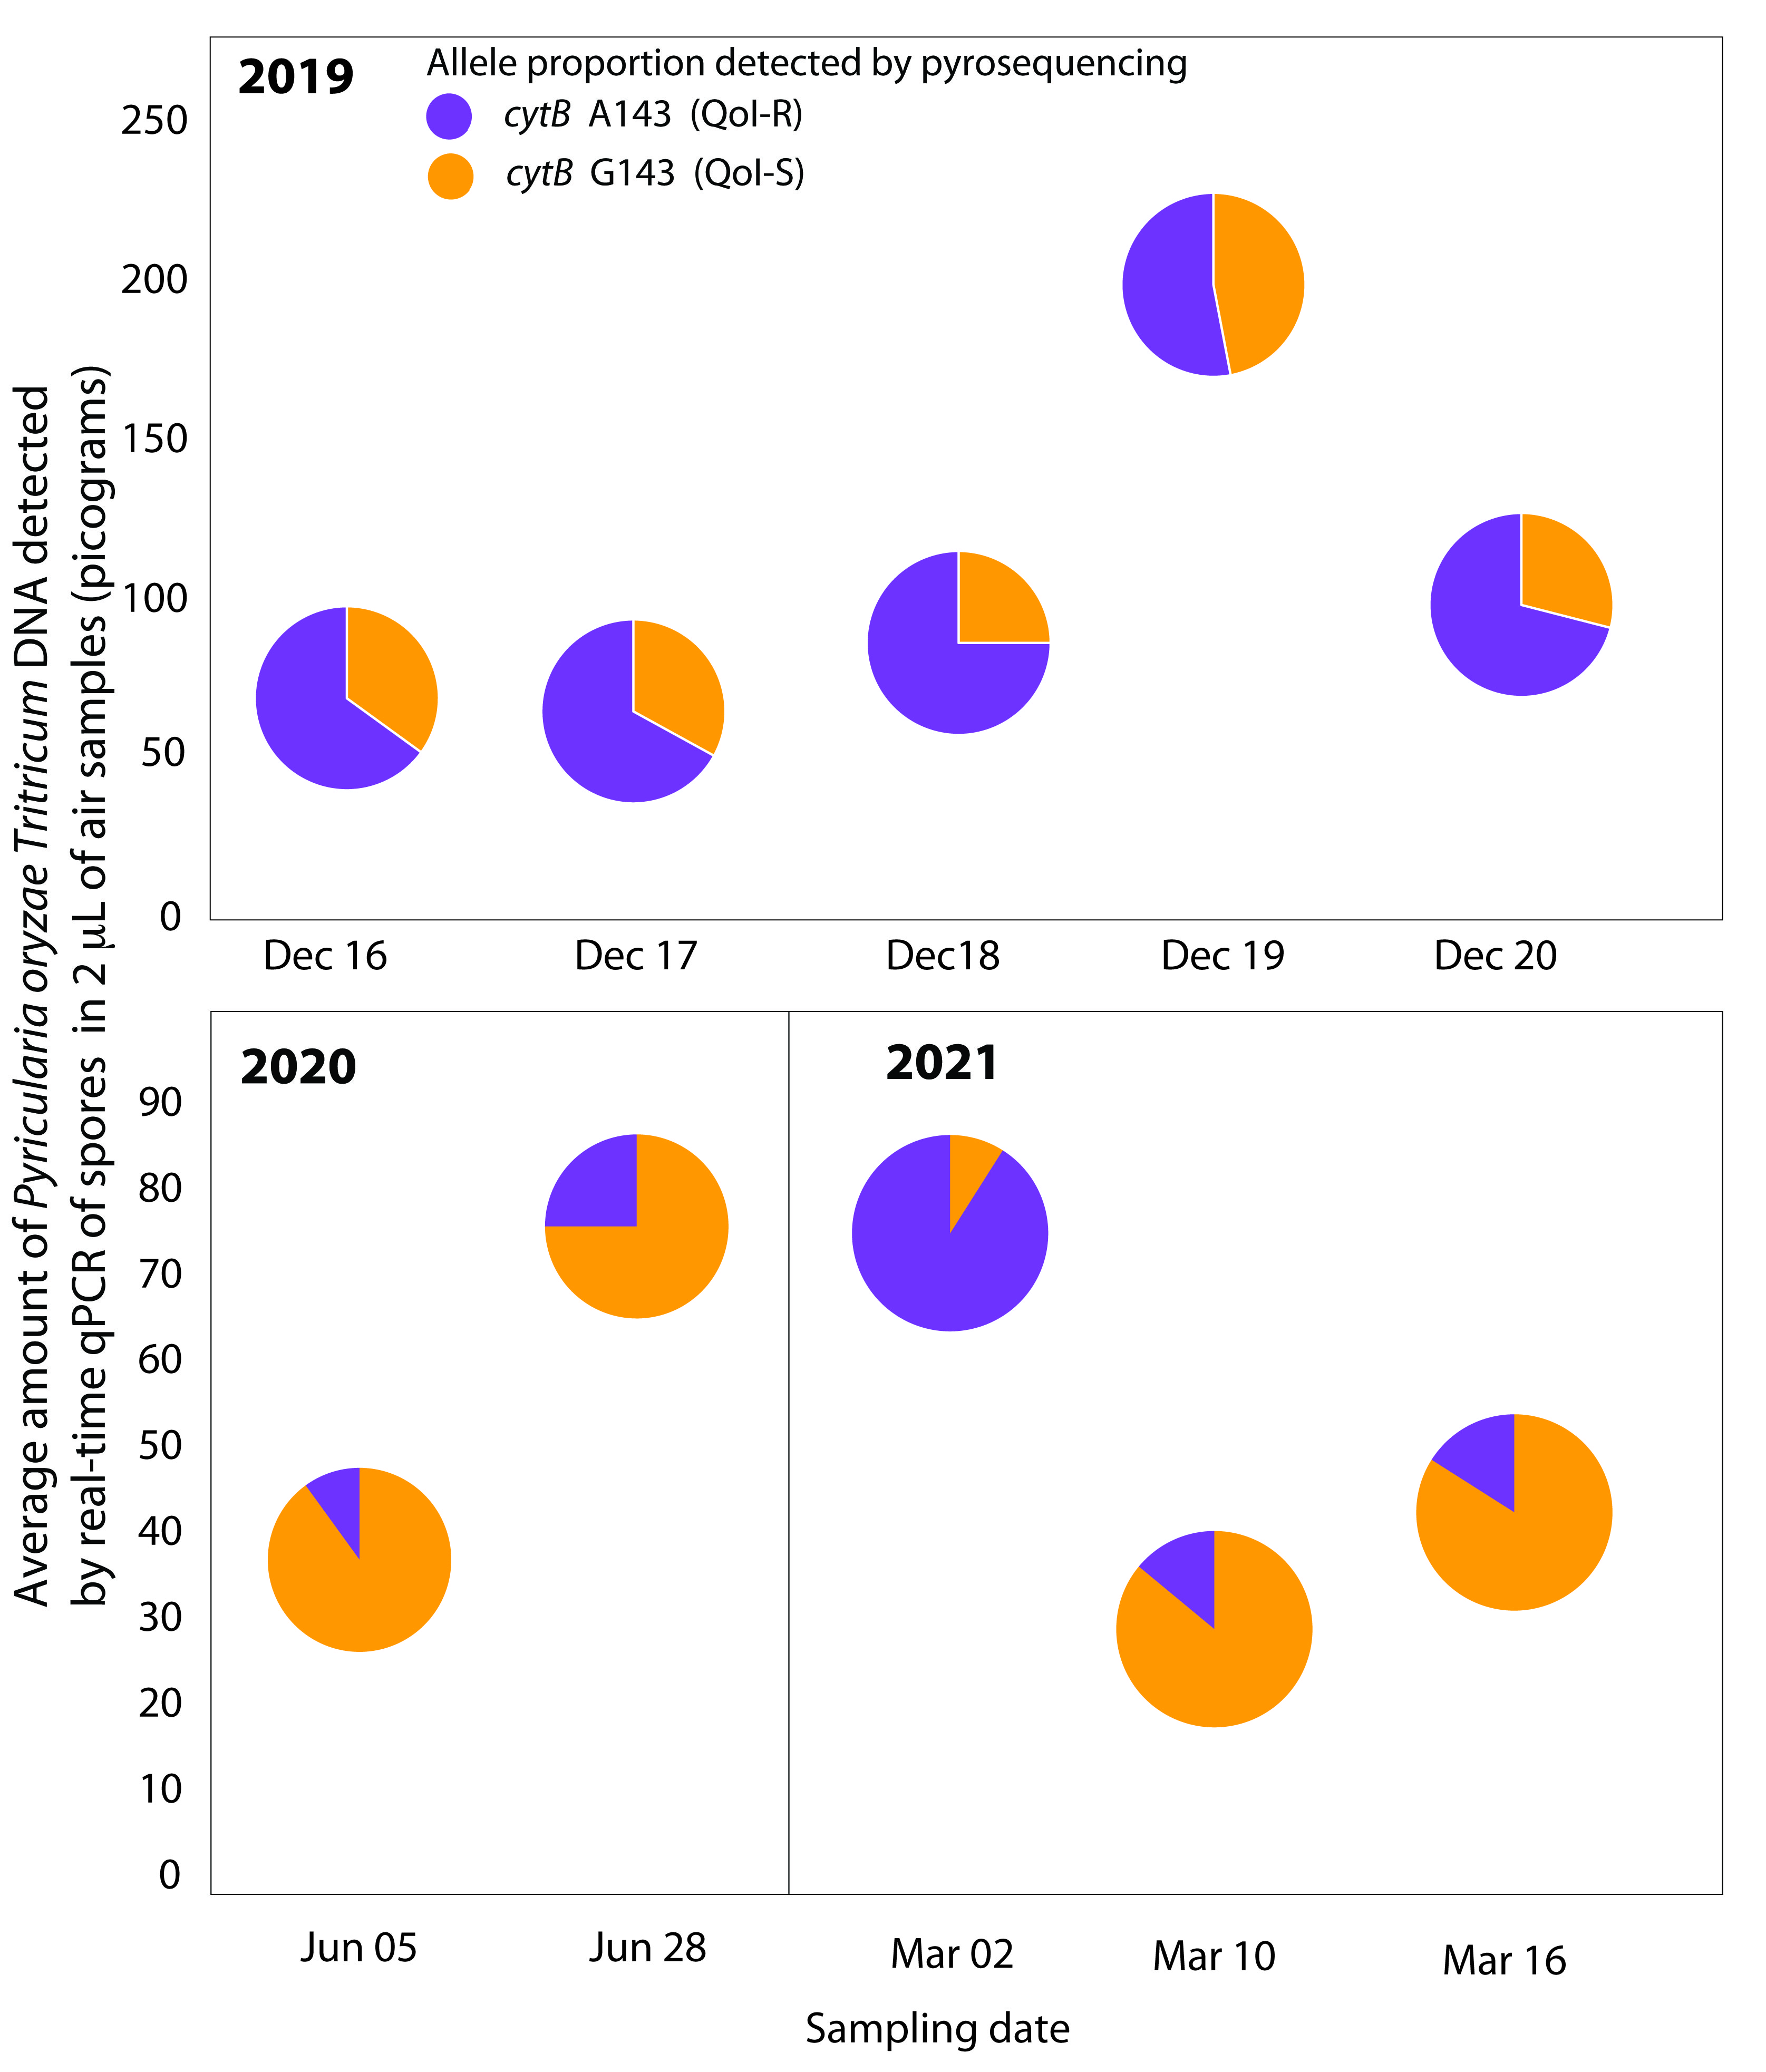 Average amount of Pyricularia oryzae Tritricum DNA detected
by real-time qPCR of spores in 2 µL of air samples (picograms)
2019
Allele proportion detected by pyrosequencing
cytB A143 (QoI-R)
cytB G143 (QoI-S)
250
200
150
100
50
0
Dec 16
Dec 17
Dec18
Dec 19
Dec 20
2020
2021
90
80
70
60
50
40
30
20
10
0
Jun 05
Jun 28
Mar 02
Mar 10
Mar 16
Sampling date